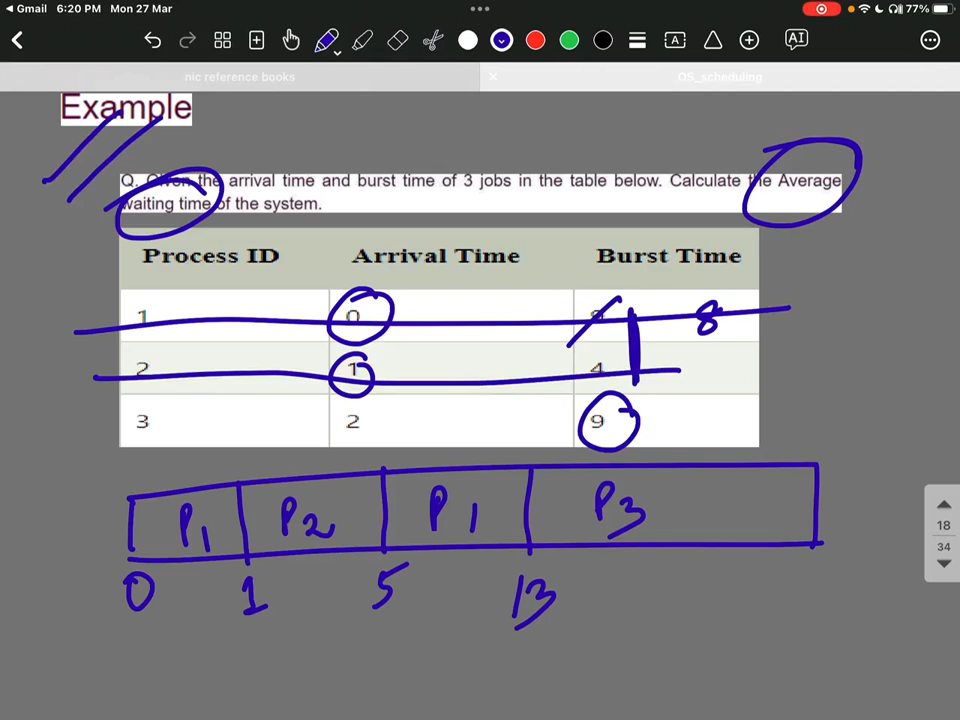 Gmail 6:20 PM Mon 27 Mar
77%
AI
nic reference books
OS_scheduling
Example
Q. Given the arrival time and burst time of 3 jobs in the table below. Calculate the Average
waiting time of the system.
Process ID Arrival Time Burst Time
1 0 8
2 1 4
3 2 9
P1 P2 P1 P3
0 1 5 13
18
34